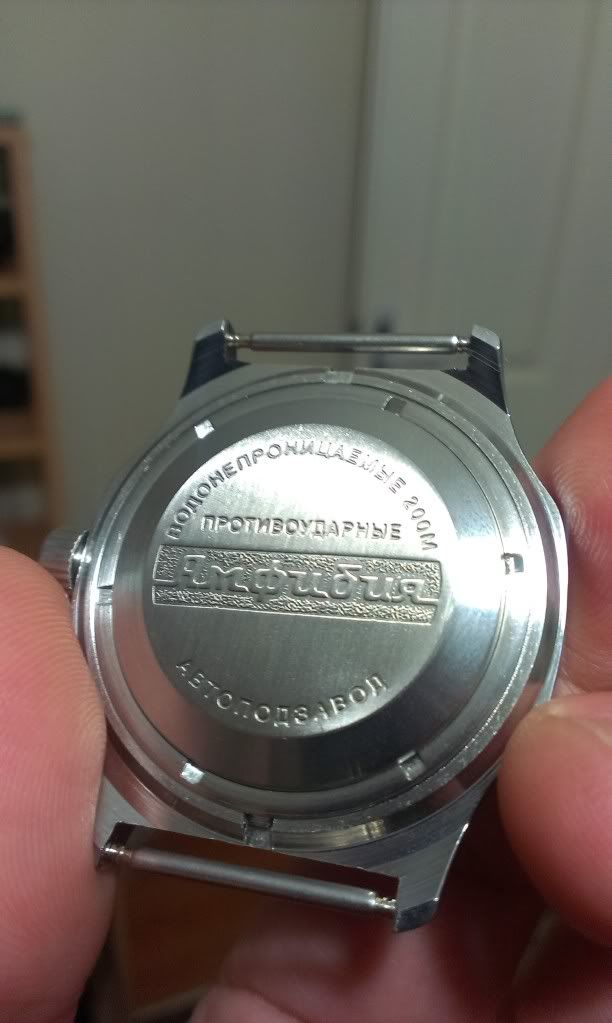 ВОДОНЕПРОНИЦАЕМЫЕ 200М
ПРОТИВОУДАРНЫЕ
Амфибия
АВТОПОДЗАВОД